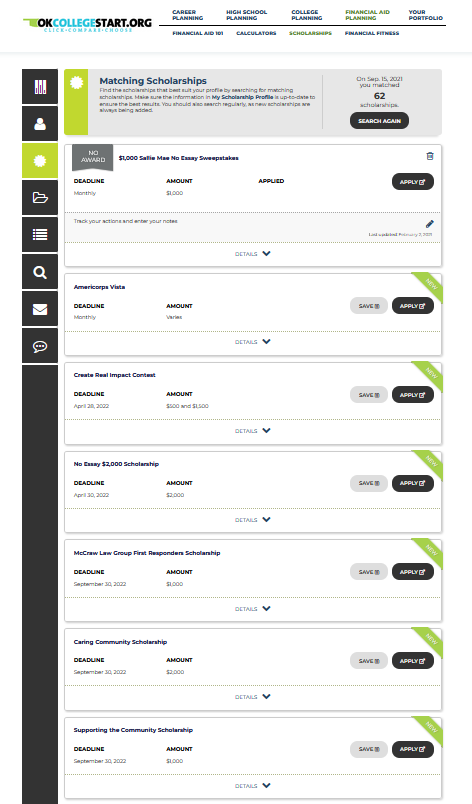 OKCOLLEGESTART.ORG
CLICK•COMPARE•CHOOSE
CAREER PLANNING
HIGH SCHOOL PLANNING
COLLEGE PLANNING
FINANCIAL AID PLANNING
YOUR PORTFOLIO
FINANCIAL AID 101 CALCULATORS SCHOLARSHIPS FINANCIAL FITNESS
Matching Scholarships
Find the scholarships that best suit your profile by searching for matching
scholarships. Make sure the information in My Scholarship Profile is up-to-date to
ensure the best results. You should also search regularly, as new scholarships are
always being added.
On Sep. 15, 2021
you matched
62
scholarships.
SEARCH AGAIN
NO
AWARD
$1,000 Sallie Mae No Essay Sweepstakes
DEADLINE AMOUNT APPLIED
Monthly $1,000
APPLY
Track your actions and enter your notes
Last updated: February 2, 2021
DETAILS
NEW
Americorps Vista
DEADLINE AMOUNT
Monthly Varies
SAVE APPLY
DETAILS
NEW
Create Real Impact Contest
DEADLINE AMOUNT
April 28, 2022 $500 and $1,500
SAVE APPLY
DETAILS
NEW
No Essay $2,000 Scholarship
DEADLINE AMOUNT
April 30, 2022 $2,000
SAVE APPLY
DETAILS
NEW
McCraw Law Group First Responders Scholarship
DEADLINE AMOUNT
September 30, 2022 $1,000
SAVE APPLY
DETAILS
NEW
Caring Community Scholarship
DEADLINE AMOUNT
September 30, 2022 $2,000
SAVE APPLY
DETAILS
NEW
Supporting the Community Scholarship
DEADLINE AMOUNT
September 30, 2022 $1,000
SAVE APPLY
DETAILS